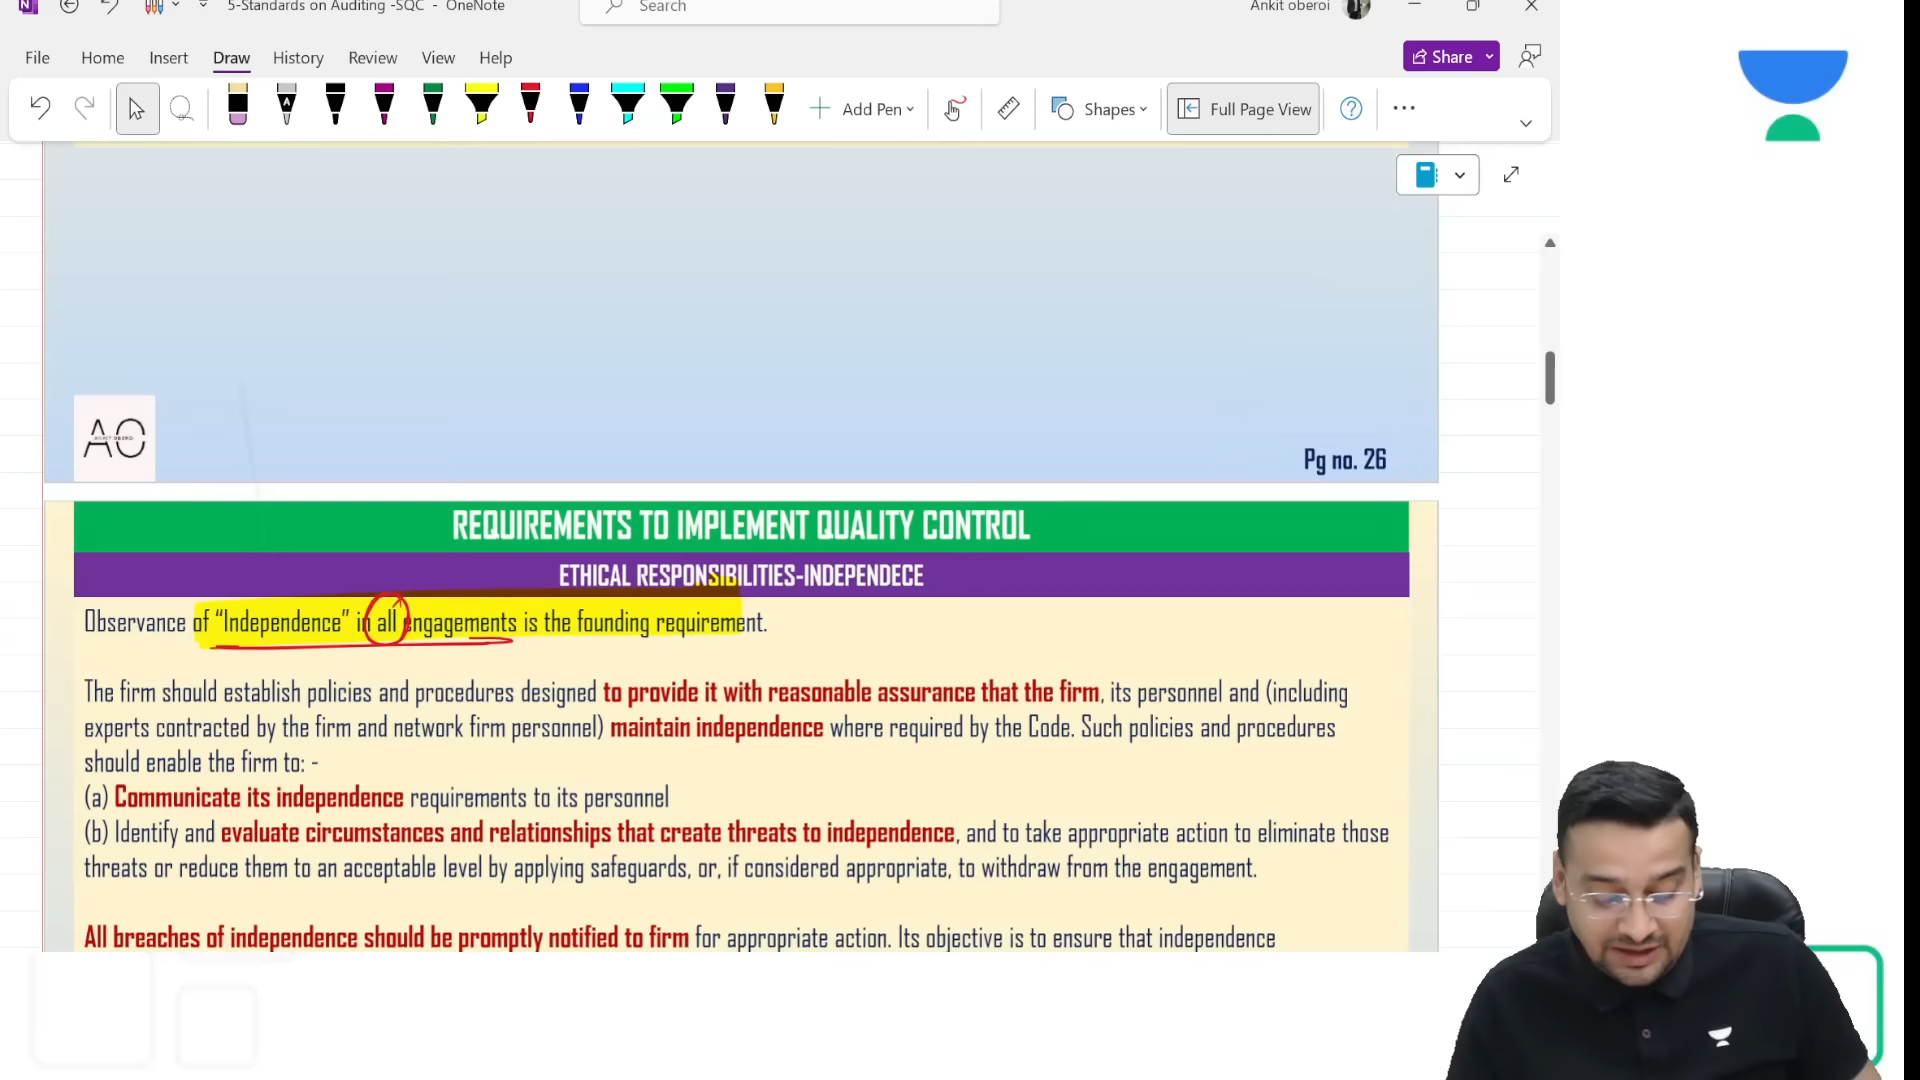 5-Standards on Auditing -SQC - OneNote
Search
Ankit oberoi
File Home Insert Draw History Review View Help
Share
A
Add Pen
Shapes
Full Page View
AO
ANKIT OBEROI
Pg no. 26
REQUIREMENTS TO IMPLEMENT QUALITY CONTROL
ETHICAL RESPONSIBILITIES-INDEPENDECE
Observance of “Independence” in all engagements is the founding requirement.
The firm should establish policies and procedures designed to provide it with reasonable assurance that the firm, its personnel and (including
experts contracted by the firm and network firm personnel) maintain independence where required by the Code. Such policies and procedures
should enable the firm to: -
(a) Communicate its independence requirements to its personnel
(b) Identify and evaluate circumstances and relationships that create threats to independence, and to take appropriate action to eliminate those
threats or reduce them to an acceptable level by applying safeguards, or, if considered appropriate, to withdraw from the engagement.
All breaches of independence should be promptly notified to firm for appropriate action. Its objective is to ensure that independence